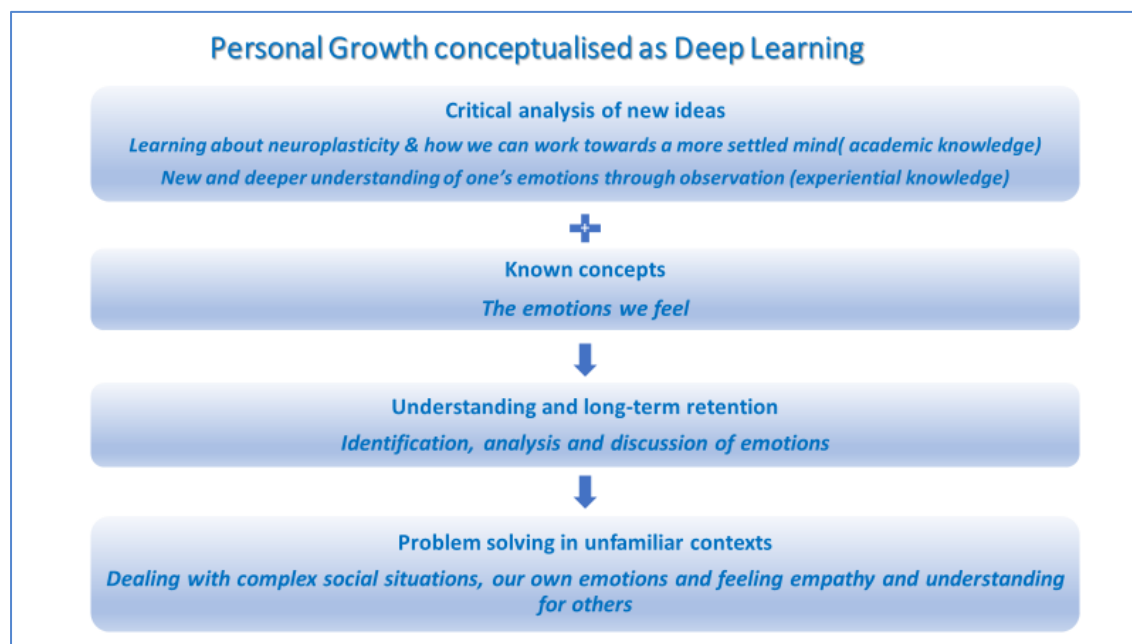 Personal Growth conceptualised as Deep Learning
Critical analysis of new ideas
Learning about neuroplasticity & how we can work towards a more settled mind( academic knowledge)
New and deeper understanding of one’s emotions through observation (experiential knowledge)
Known concepts
The emotions we feel
Understanding and long-term retention
Identification, analysis and discussion of emotions
Problem solving in unfamiliar contexts
Dealing with complex social situations, our own emotions and feeling empathy and understanding
for others